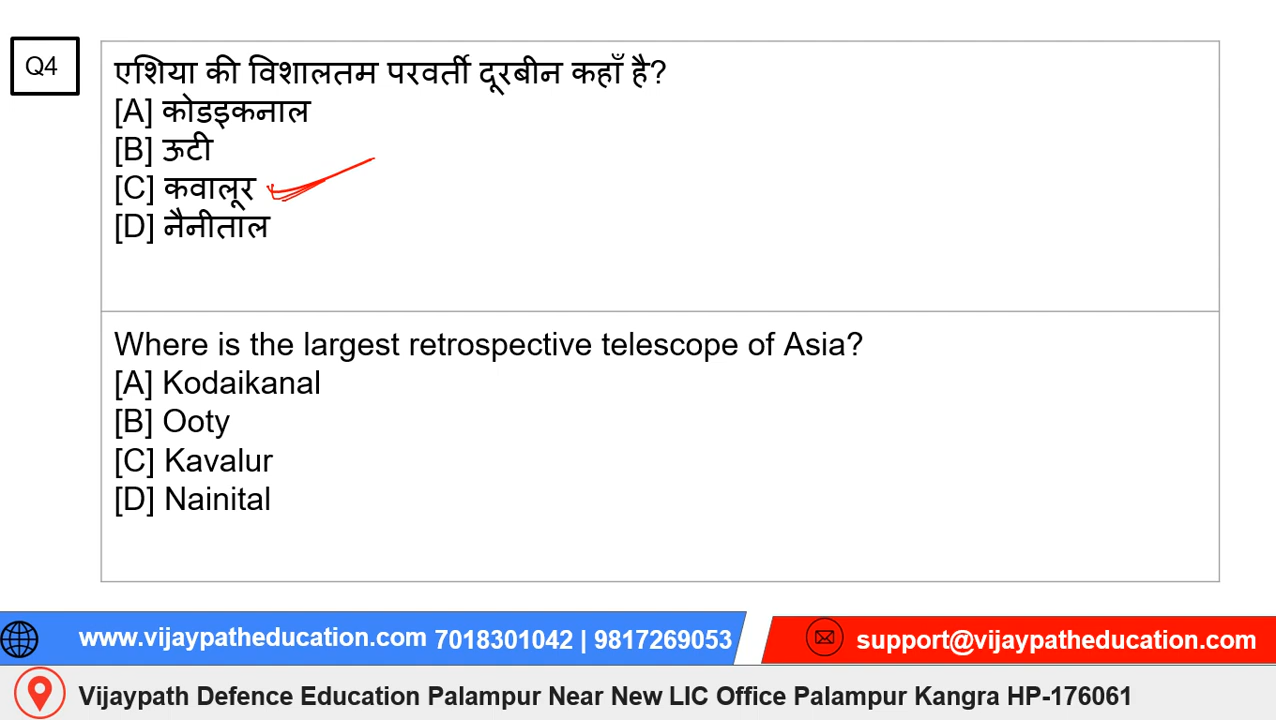 Q4
एशिया की विशालतम परवर्ती दूरबीन कहाँ है?
[A] कोडइकनाल
[B] ऊटी
[C] कवालूर
[D] नैनीताल
Where is the largest retrospective telescope of Asia?
[A] Kodaikanal
[B] Ooty
[C] Kavalur
[D] Nainital
www.vijaypatheducation.com 7018301042 | 9817269053
support@vijaypatheducation.com
Vijaypath Defence Education Palampur Near New LIC Office Palampur Kangra HP-176061